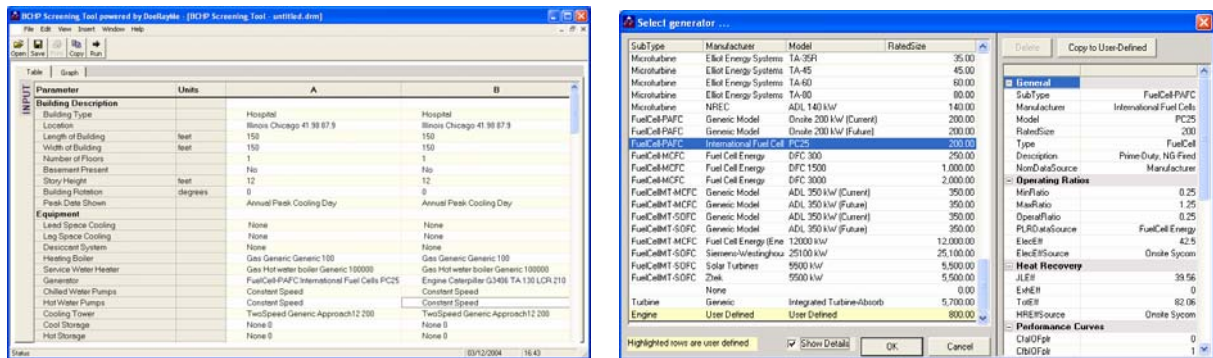 BCHP Screening Tool powered by DoeRayMe - [BCHP Screening Tool - untitled.drm]
File Edit View Insert Window Help
Open Save Print Copy Run
Table Graph
INPUT
Parameter Units A B
Building Description
Building Type Hospital Hospital
Location Illinois Chicago 41.98 87.9 Illinois Chicago 41.98 87.9
Length of Building feet 150 150
Width of Building feet 150 150
Number of Floors 1 1
Basement Present No No
Story Height feet 12 12
Building Rotation degrees 0 0
Peak Date Shown Annual Peak Cooling Day Annual Peak Cooling Day
Equipment
Lead Space Cooling None None
Lag Space Cooling None None
Desiccant System None None
Heating Boiler Gas Generic Generic 100 Gas Generic Generic 100
Service Water Heater Gas Hot water boiler Generic 100000 Gas Hot water boiler Generic 100000
Generator FuelCell-PAFC International Fuel Cells PC25 Engine Caterpillar G3406 TA 130 LCR 210
Chilled Water Pumps Constant Speed Constant Speed
Hot Water Pumps Constant Speed Constant Speed
Cooling Tower TwoSpeed Generic Approach12 200 TwoSpeed Generic Approach12 200
Cool Storage None 0 None 0
Hot Storage None 0 None 0
Status 03/12/2004 16:43
Select generator ...
SubType Manufacturer Model RatedSize
Microturbine Elliot Energy Systems TA-35R 35.00
Microturbine Elliot Energy Systems TA-45 45.00
Microturbine Elliot Energy Systems TA-60 60.00
Microturbine Elliot Energy Systems TA-80 80.00
Microturbine NREC ADL 140 kW 140.00
FuelCell-PAFC Generic Model Onsite 200 kW (Current) 200.00
FuelCell-PAFC Generic Model Onsite 200 kW (Future) 200.00
FuelCell-PAFC International Fuel Cell PC25 200.00
FuelCell-MCFC Fuel Cell Energy DFC 300 250.00
FuelCell-MCFC Fuel Cell Energy DFC 1500 1,000.00
FuelCell-MCFC Fuel Cell Energy DFC 3000 2,000.00
FuelCellMT-MCFC Generic Model ADL 350 kW (Current) 350.00
FuelCellMT-MCFC Generic Model ADL 350 kW (Future) 350.00
FuelCellMT-SOFC Generic Model ADL 350 kW (Current) 350.00
FuelCellMT-SOFC Generic Model ADL 350 kW (Future) 350.00
FuelCellMT-MCFC Fuel Cell Energy (Ene 12000 kW 12,000.00
FuelCellMT-SOFC Siemens-Westinghou 25100 kW 25,100.00
FuelCellMT-SOFC Solar Turbines 5500 kW 5,500.00
FuelCellMT-SOFC Ztek 5500 kW 5,500.00
None 0.00
Turbine Generic Integrated Turbine-Absorb 5,700.00
Engine User Defined User Defined 800.00
Highlighted rows are user defined Show Details OK Cancel
Delete Copy to User-Defined
General
SubType FuelCell-PAFC
Manufacturer International Fuel Cells
Model PC25
RatedSize 200
Type FuelCell
Description Prime Duty, NG Fired
NomDataSource Manufacturer
Operating Ratios
MinRatio 0.25
MaxRatio 1.25
OperatRatio 0.25
PLRDataSource FuelCell Energy
ElecEff 42.5
ElecEffSource Onsite Sycom
Heat Recovery
JLEff 39.56
ExhEff 0
TotEff 82.06
HREffSource Onsite Sycom
Performance Curves
CtalOFplr 0
CtblOFplr 1